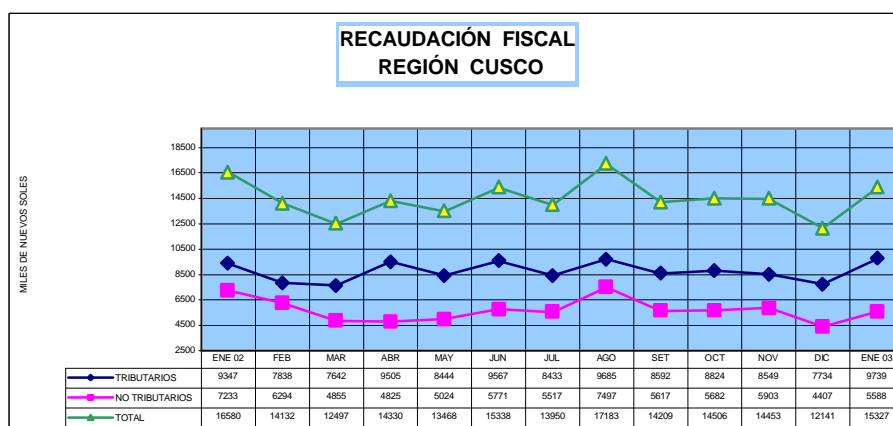 RECAUDACIÓN FISCAL
REGIÓN CUSCO
MILES DE NUEVOS SOLES
18500
16500
14500
12500
10500
8500
6500
4500
2500
ENE 02 FEB MAR ABR MAY JUN JUL AGO SET OCT NOV DIC ENE 03
TRIBUTARIOS 9347 7838 7642 9505 8444 9567 8433 9685 8592 8824 8549 7734 9739
NO TRIBUTARIOS 7233 6294 4855 4825 5024 5771 5517 7497 5617 5682 5903 4407 5588
TOTAL 16580 14132 12497 14330 13468 15338 13950 17183 14209 14506 14453 12141 15327